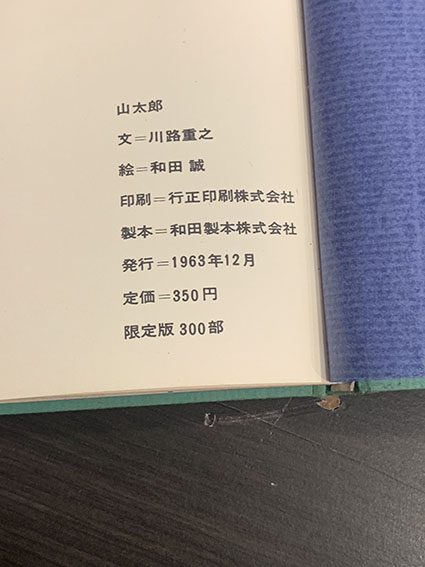 山太郎
文=川路重之
絵=和田 誠
印刷=行正印刷株式会社
製本=和田製本株式会社
発行=1963年12月
定価=350円
限定版 300部